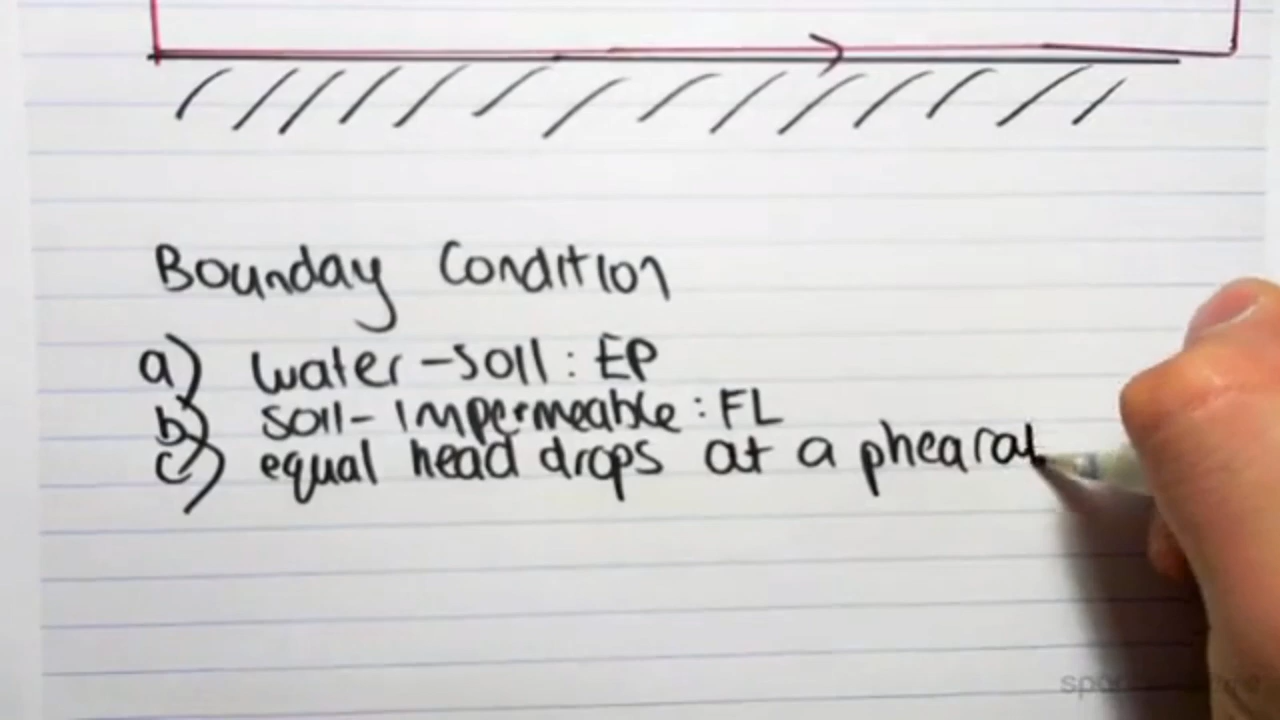 Bounday Condition
a) water-soil: EP
b) soil-impermeable: FL
c) equal head drops at a phearat